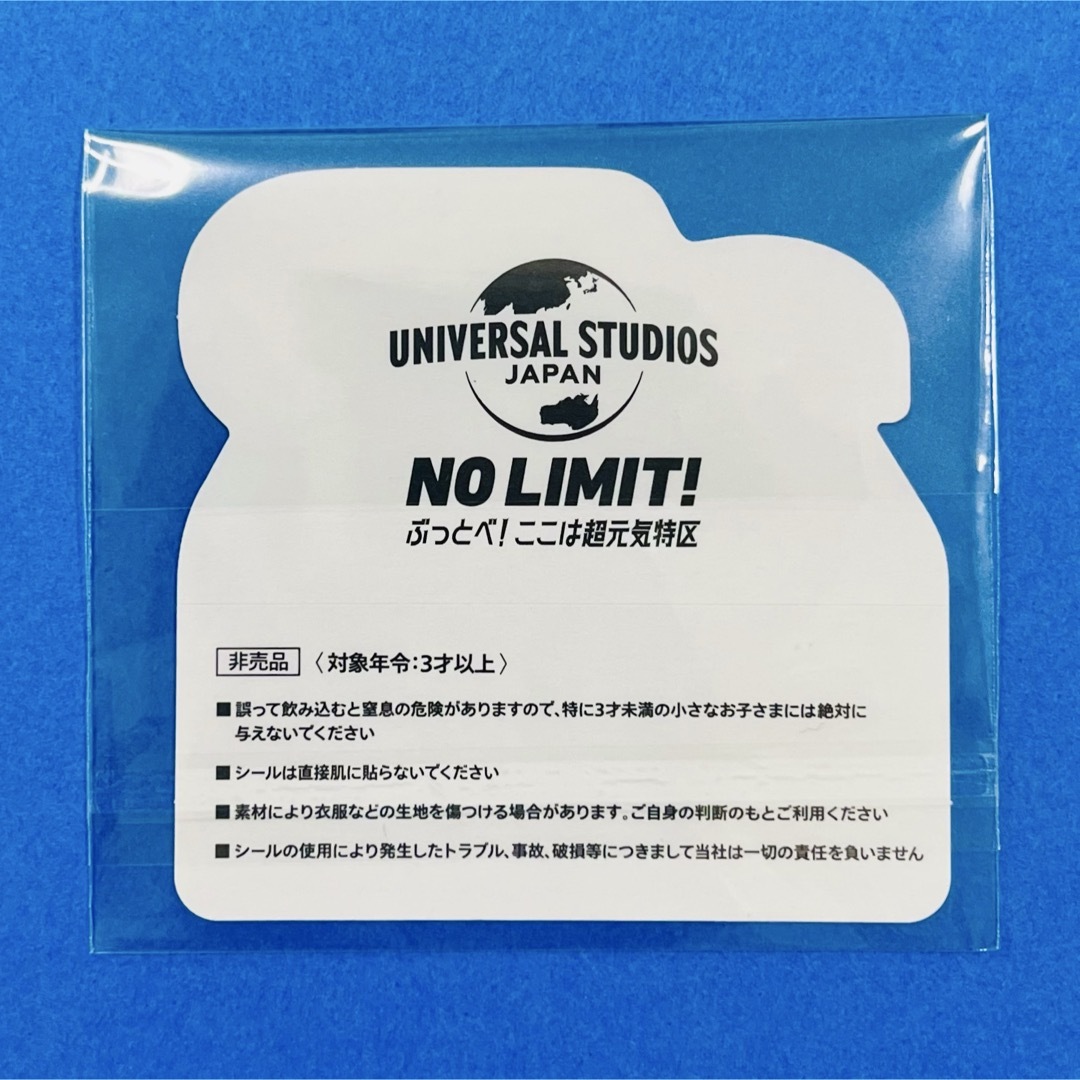 UNIVERSAL STUDIOS
JAPAN
NO LIMIT!
ぶっとべ!ここは超元気特区
非売品 〈対象年令:3才以上〉
■誤って飲み込むと窒息の危険がありますので、特に3才未満の小さなお子さまには絶対に
与えないでください
■シールは直接肌に貼らないでください
■素材により衣服などの生地を傷つける場合があります。ご自身の判断のもとご利用ください
■シールの使用により発生したトラブル、事故、破損等につきまして当社は一切の責任を負いません